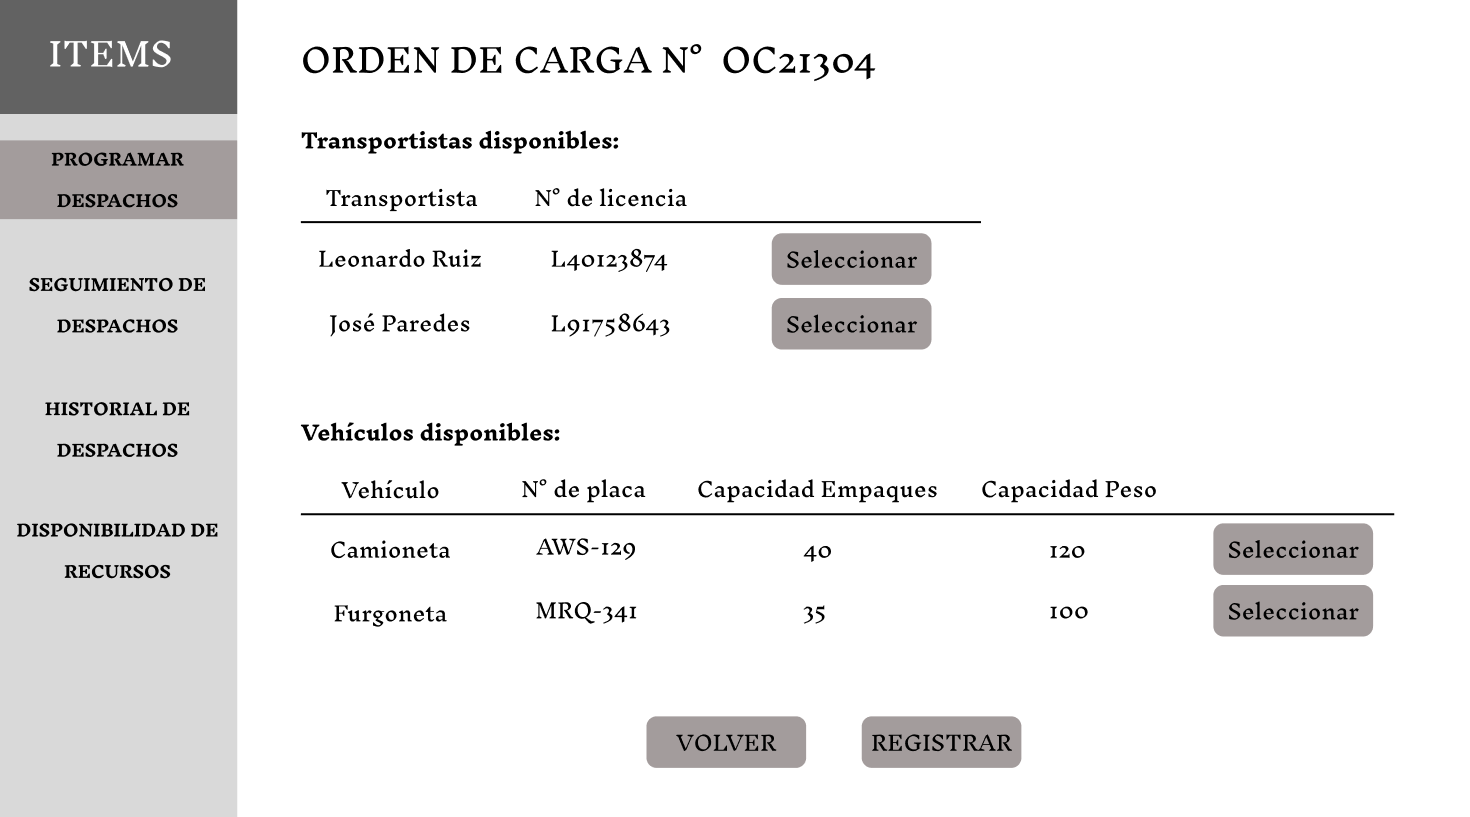 ITEMS
PROGRAMAR
DESPACHOS
SEGUIMIENTO DE
DESPACHOS
HISTORIAL DE
DESPACHOS
DISPONIBILIDAD DE
RECURSOS
ORDEN DE CARGA N° OC21304
Transportistas disponibles:
Transportista N° de licencia
Leonardo Ruiz L40123874 Seleccionar
José Paredes L91758643 Seleccionar
Vehículos disponibles:
Vehículo N° de placa Capacidad Empaques Capacidad Peso
Camioneta AWS-129 40 120 Seleccionar
Furgoneta MRQ-341 35 100 Seleccionar
VOLVER REGISTRAR